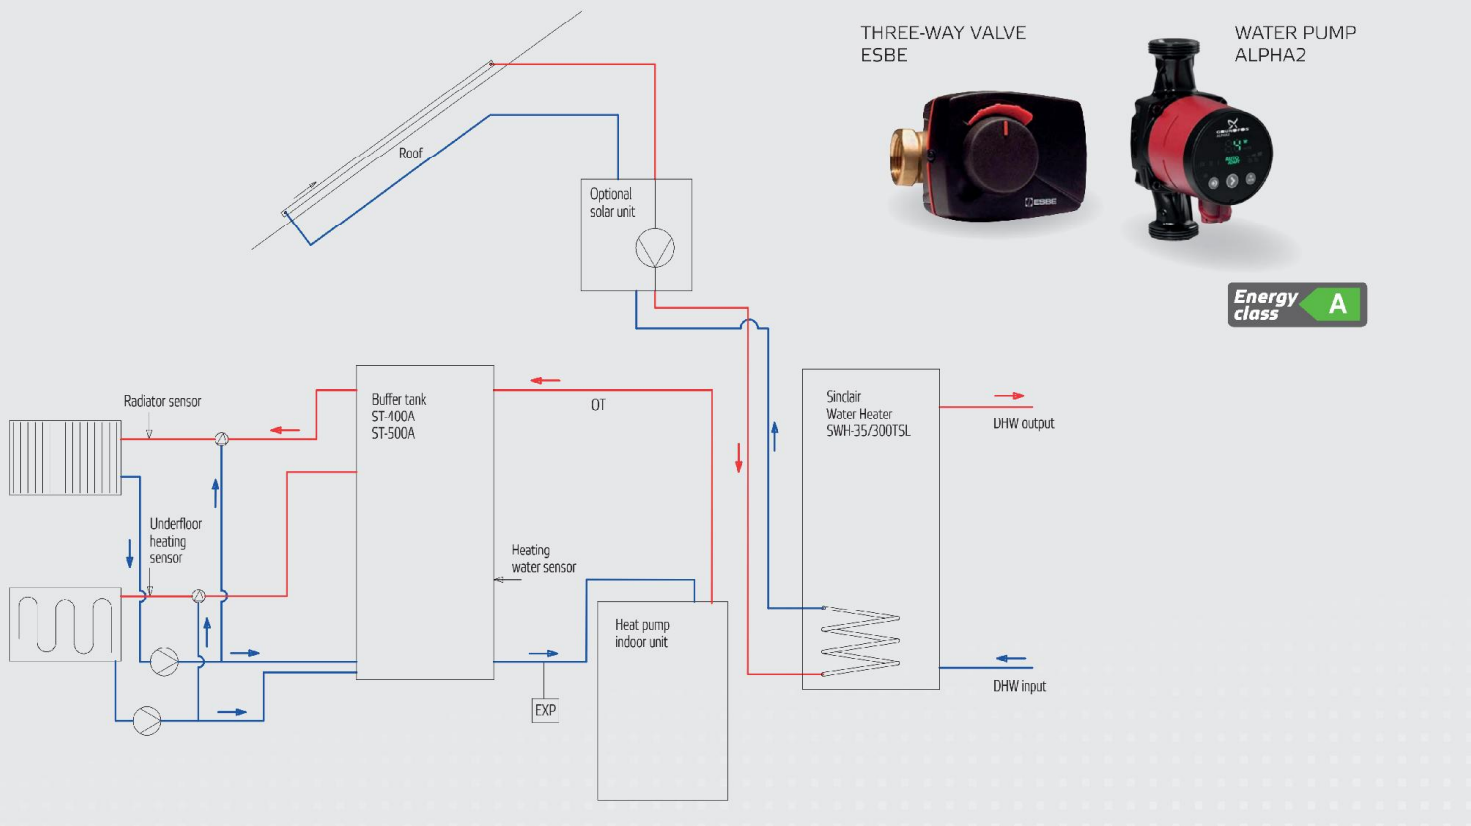 THREE-WAY VALVE
ESBE
WATER PUMP
ALPHA2
ESBE
GRUNDFOS
Energy
class
A
Roof
Optional
solar unit
Radiator sensor
Buffer tank
ST-400A
ST-500A
OT
Sinclair
Water Heater
SWH-35/300TSL
DHW output
Underfloor
heating
sensor
Heating
water sensor
Heat pump
indoor unit
DHW input
EXP